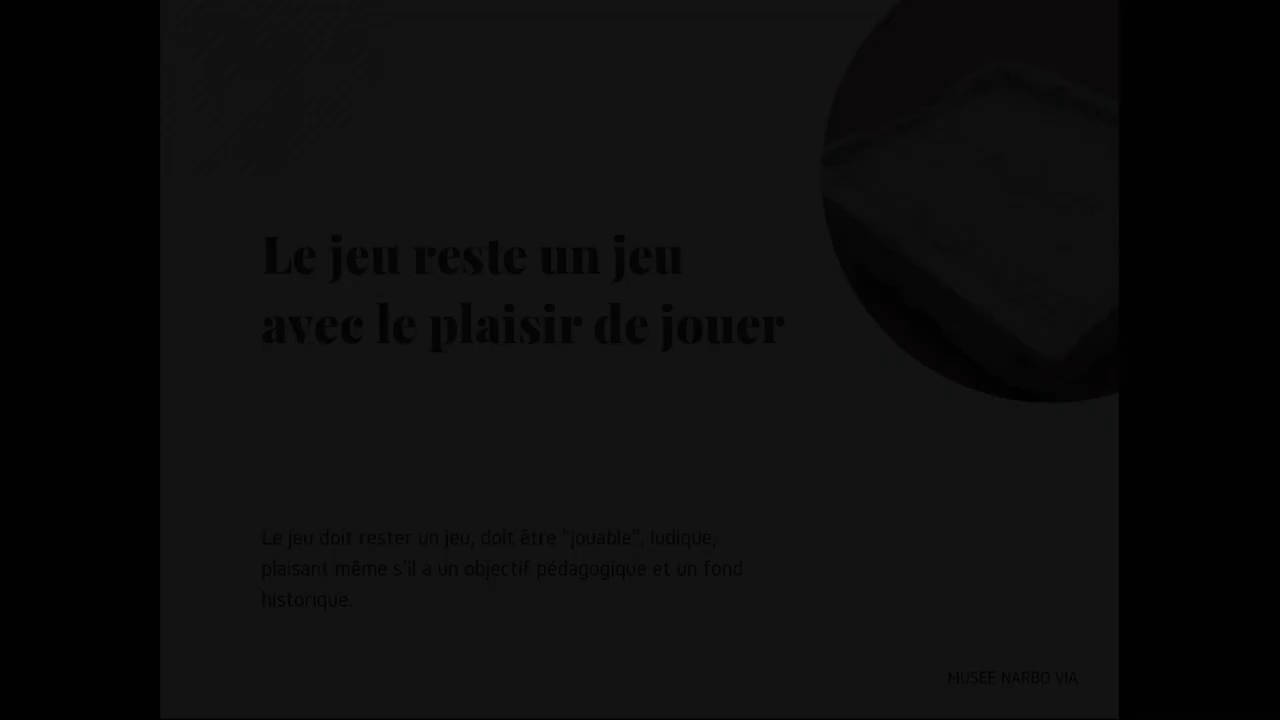 Le jeu reste un jeu
avec le plaisir de jouer
Le jeu doit rester un jeu, doit être "jouable", ludique,
plaisant même s'il a un objectif pédagogique et un fond
historique.
MUSÉE NARBO VIA